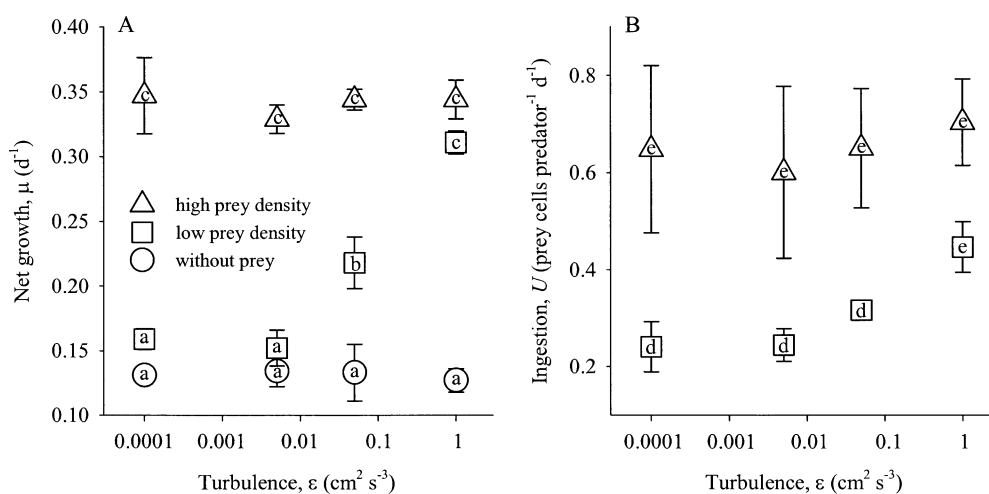 A
0.40
0.35
0.30
0.25
0.20
0.15
0.10
Net growth, μ (d⁻¹)
c c c c
c
high prey density
low prey density
without prey
b
a a
a a a a
0.0001 0.001 0.01 0.1 1
Turbulence, ε (cm² s⁻³)
B
0.8
0.6
0.4
0.2
Ingestion, U (prey cells predator⁻¹ d⁻¹)
e e e e
d d d e
0.0001 0.001 0.01 0.1 1
Turbulence, ε (cm² s⁻³)